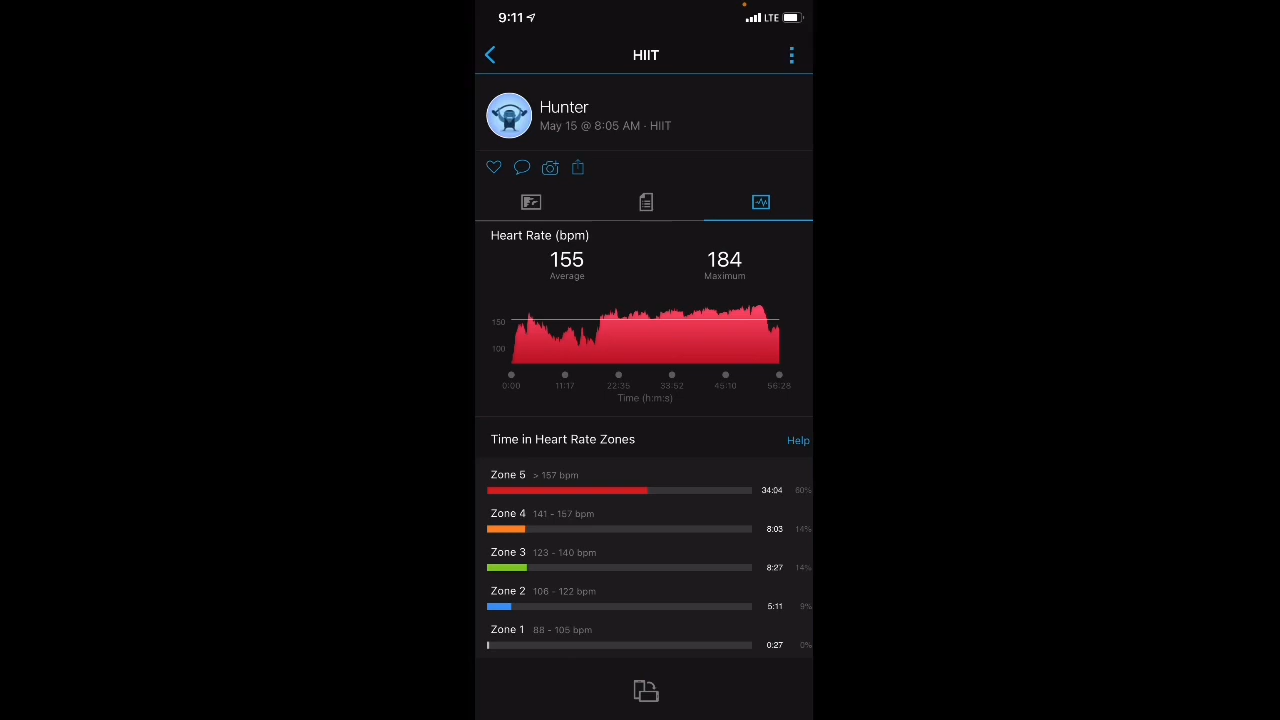 9:11 LTE
HIIT
Hunter
May 15 @ 8:05 AM · HIIT
Heart Rate (bpm)
155 184
Average Maximum
150
100
0:00 11:17 22:35 33:52 45:10 56:28
Time (h:m:s)
Time in Heart Rate Zones Help
Zone 5 > 157 bpm
34:04 60%
Zone 4 141 - 157 bpm
8:03 14%
Zone 3 123 - 140 bpm
8:27 14%
Zone 2 106 - 122 bpm
5:11 9%
Zone 1 88 - 105 bpm
0:27 0%